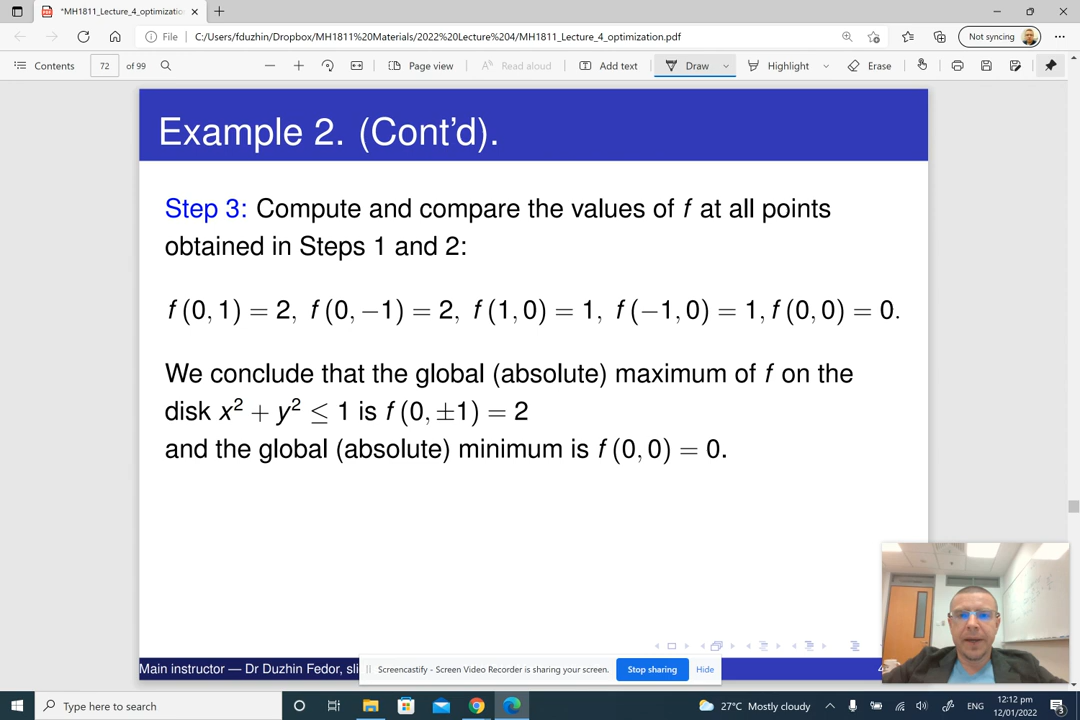 *MH1811_Lecture_4_optimizatio
File
C:/Users/fduzhin/Dropbox/MH1811%20Materials/2022%20Lecture%204/MH1811_Lecture_4_optimization.pdf
Not syncing
Contents
72
of 99
Page view
Read aloud
Add text
Draw
Highlight
Erase
Example 2. (Cont'd).
Step 3: Compute and compare the values of f at all points
obtained in Steps 1 and 2:
f (0, 1) = 2, f (0, −1) = 2, f (1, 0) = 1, f (−1, 0) = 1, f (0, 0) = 0.
We conclude that the global (absolute) maximum of f on the
disk x² + y² ≤ 1 is f (0, ±1) = 2
and the global (absolute) minimum is f (0, 0) = 0.
Main instructor — Dr Duzhin Fedor, sli
Screencastify - Screen Video Recorder is sharing your screen.
Stop sharing
Hide
Type here to search
27°C Mostly cloudy
ENG
12:12 pm
12/01/2022
3